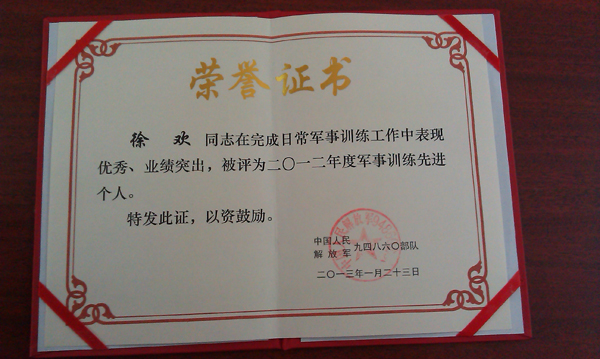 荣誉证书
徐欢 同志在完成日常军事训练工作中表现
优秀、业绩突出，被评为二〇一二年度军事训练先进
个人。
特发此证，以资鼓励。
中国人民
解放军 九四八六〇部队
二〇一三年一月二十三日